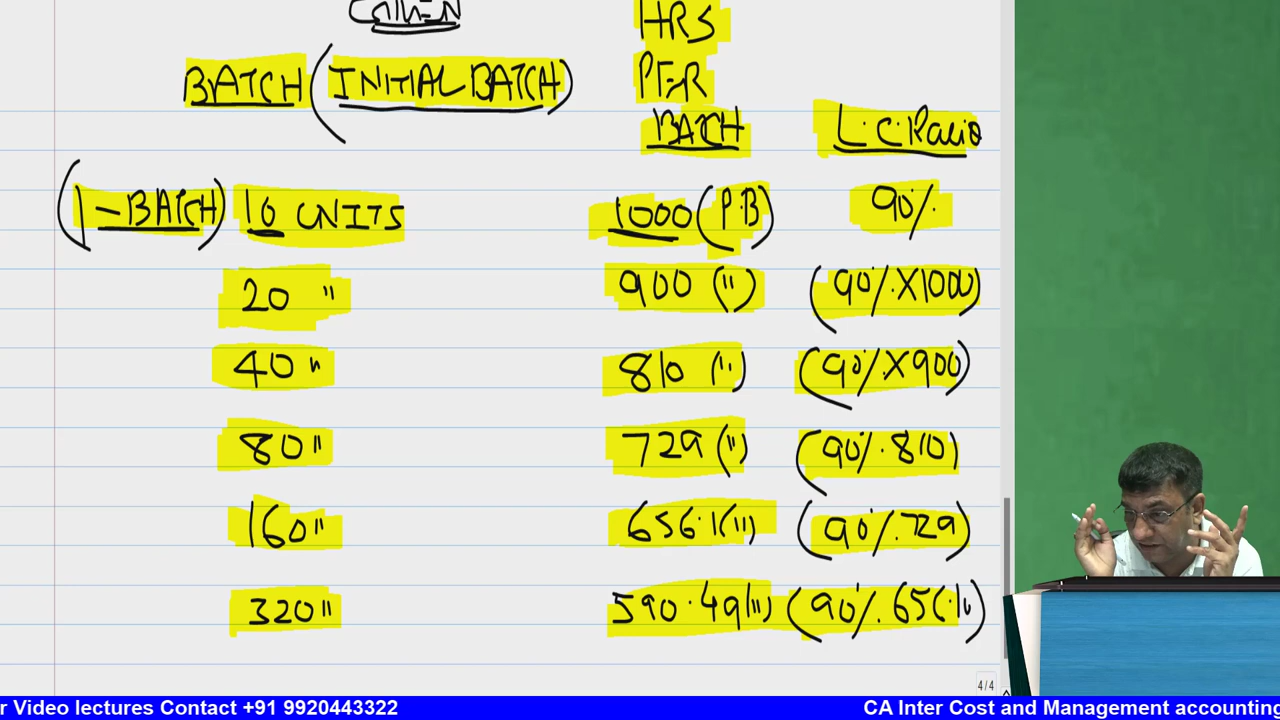 GIVEN
HRS
PER
BATCH (INITIAL BATCH)
BATCH L.C. Ratio
(1-BATCH) 10 UNITS 1000 (P.B) 90%
20 " 900 (") (90% X 1000)
40 " 810 (") (90% X 900)
80 " 729 (") (90% . 810)
160 " 656.1 (") (90% . 729)
320 " 590.49 (") (90% . 656.1)
4/4
r Video lectures Contact +91 9920443322 CA Inter Cost and Management accounting